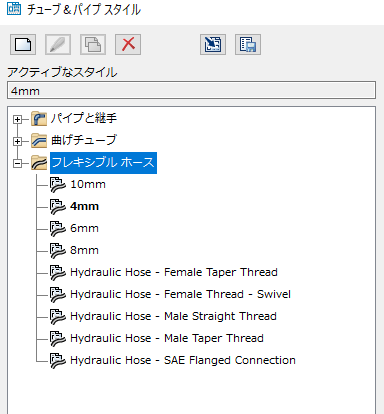 チューブ & パイプ スタイル
アクティブなスタイル
4mm
パイプと継手
曲げチューブ
フレキシブル ホース
10mm
4mm
6mm
8mm
Hydraulic Hose - Female Taper Thread
Hydraulic Hose - Female Thread - Swivel
Hydraulic Hose - Male Straight Thread
Hydraulic Hose - Male Taper Thread
Hydraulic Hose - SAE Flanged Connection